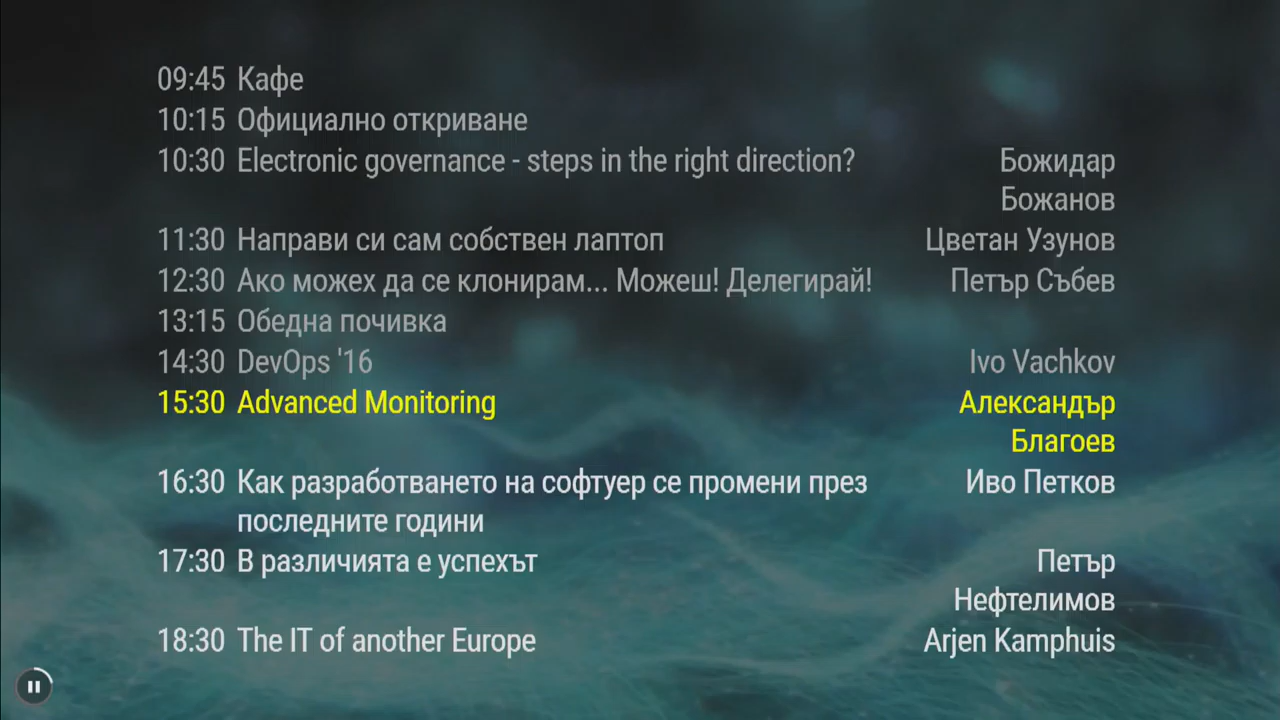 09:45 Кафе
10:15 Официално откриване
10:30 Electronic governance - steps in the right direction? Божидар
Божанов
11:30 Направи си сам собствен лаптоп Цветан Узунов
12:30 Ако можех да се клонирам... Можеш! Делегирай! Петър Събев
13:15 Обедна почивка
14:30 DevOps '16 Ivo Vachkov
15:30 Advanced Monitoring Александър
Благоев
16:30 Как разработването на софтуер се промени през Иво Петков
последните години
17:30 В различията е успехът Петър
Нефтелимов
18:30 The IT of another Europe Arjen Kamphuis